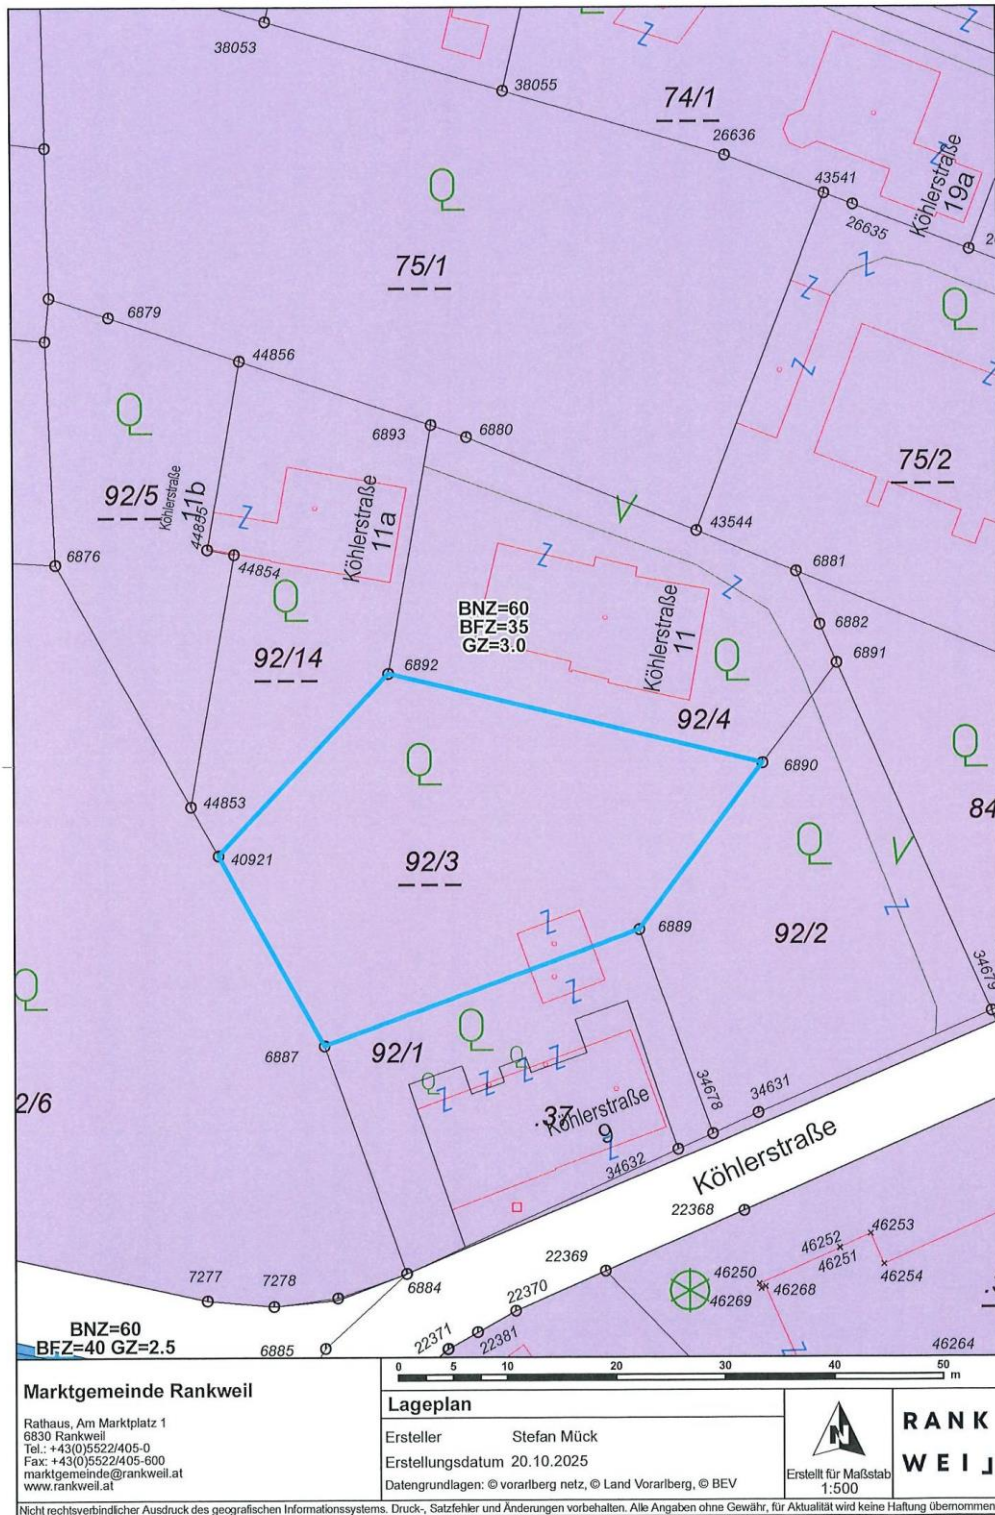 38053
38055
74/1
26636
43541
26635
Köhlerstraße
19a
75/1
6879
44856
6893
6880
75/2
92/5
Köhlerstraße
11b
44855
44854
Köhlerstraße
11a
43544
6881
6876
BNZ=60
BFZ=35
GZ=3.0
Köhlerstraße
11
6882
6891
92/14
6892
92/4
6890
44853
84
40921
92/3
6889
92/2
34679
6887
92/1
2/6
.37
Köhlerstraße
9
34678
34631
34632
Köhlerstraße
22368
46252
46253
46251
46254
22369
46250
46268
46269
7277
7278
6884
22370
22371
22381
6885
46264
BNZ=60
BFZ=40 GZ=2.5
0 5 10 20 30 40 50 m
Marktgemeinde Rankweil
Rathaus, Am Marktplatz 1
6830 Rankweil
Tel.: +43(0)5522/405-0
Fax: +43(0)5522/405-600
marktgemeinde@rankweil.at
www.rankweil.at
Lageplan
Ersteller Stefan Mück
Erstellungsdatum 20.10.2025
Datengrundlagen: © vorarlberg netz, © Land Vorarlberg, © BEV
N
Erstellt für Maßstab
1:500
RANK
WEIL
Nicht rechtsverbindlicher Ausdruck des geografischen Informationssystems. Druck-, Satzfehler und Änderungen vorbehalten. Alle Angaben ohne Gewähr, für Aktualität wird keine Haftung übernommen